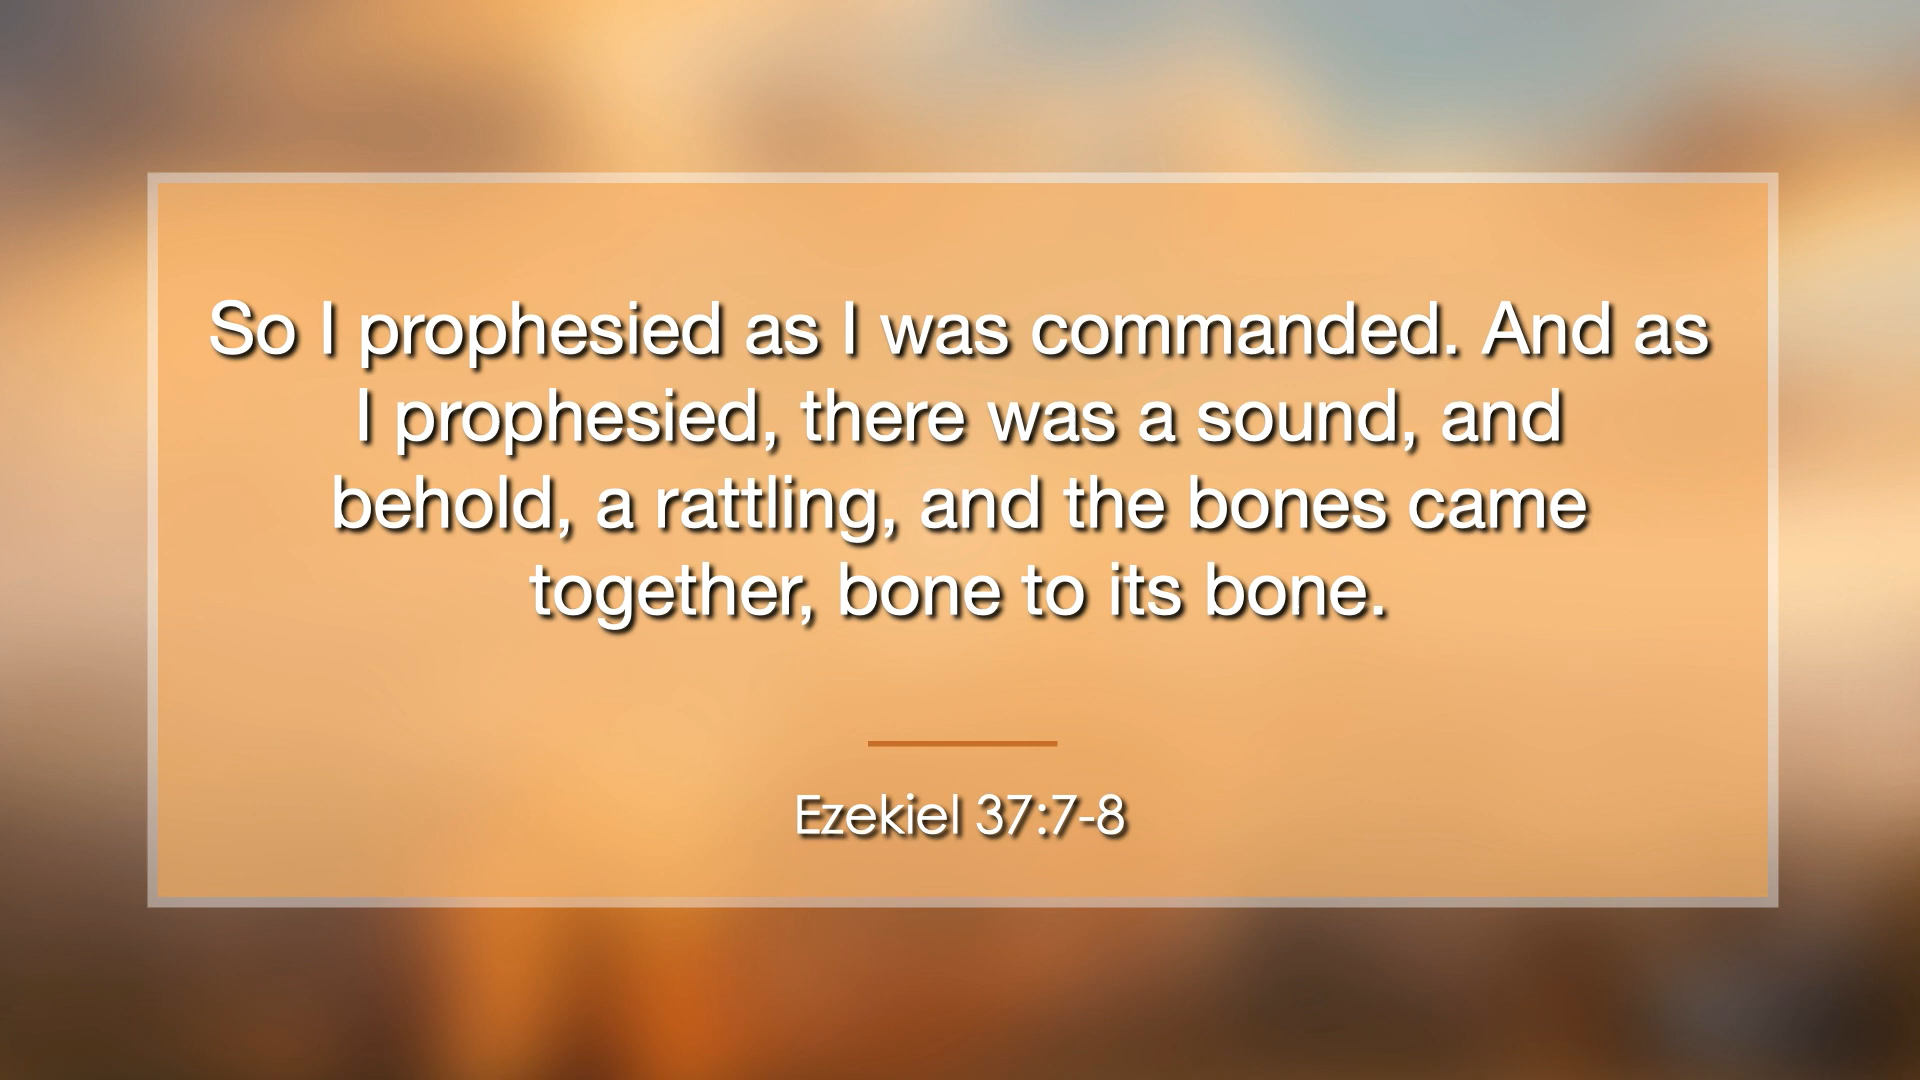 So I prophesied as I was commanded. And as
I prophesied, there was a sound, and
behold, a rattling, and the bones came
together, bone to its bone.
Ezekiel 37:7-8